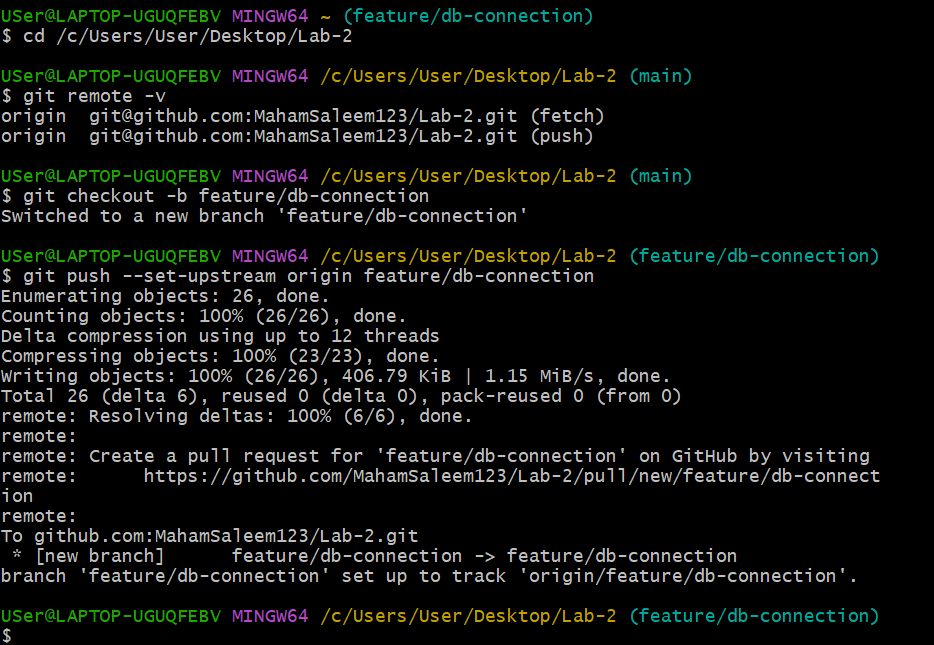 USer@LAPTOP-UGUQFEBV MINGW64 ~ (feature/db-connection)
$ cd /c/Users/User/Desktop/Lab-2
USer@LAPTOP-UGUQFEBV MINGW64 /c/Users/User/Desktop/Lab-2 (main)
$ git remote -v
origin  git@github.com:MahamSaleem123/Lab-2.git (fetch)
origin  git@github.com:MahamSaleem123/Lab-2.git (push)
USer@LAPTOP-UGUQFEBV MINGW64 /c/Users/User/Desktop/Lab-2 (main)
$ git checkout -b feature/db-connection
Switched to a new branch 'feature/db-connection'
USer@LAPTOP-UGUQFEBV MINGW64 /c/Users/User/Desktop/Lab-2 (feature/db-connection)
$ git push --set-upstream origin feature/db-connection
Enumerating objects: 26, done.
Counting objects: 100% (26/26), done.
Delta compression using up to 12 threads
Compressing objects: 100% (23/23), done.
Writing objects: 100% (26/26), 406.79 KiB | 1.15 MiB/s, done.
Total 26 (delta 6), reused 0 (delta 0), pack-reused 0 (from 0)
remote: Resolving deltas: 100% (6/6), done.
remote:
remote: Create a pull request for 'feature/db-connection' on GitHub by visiting
remote:      https://github.com/MahamSaleem123/Lab-2/pull/new/feature/db-connect
ion
remote:
To github.com:MahamSaleem123/Lab-2.git
 * [new branch]      feature/db-connection -> feature/db-connection
branch 'feature/db-connection' set up to track 'origin/feature/db-connection'.
USer@LAPTOP-UGUQFEBV MINGW64 /c/Users/User/Desktop/Lab-2 (feature/db-connection)
$